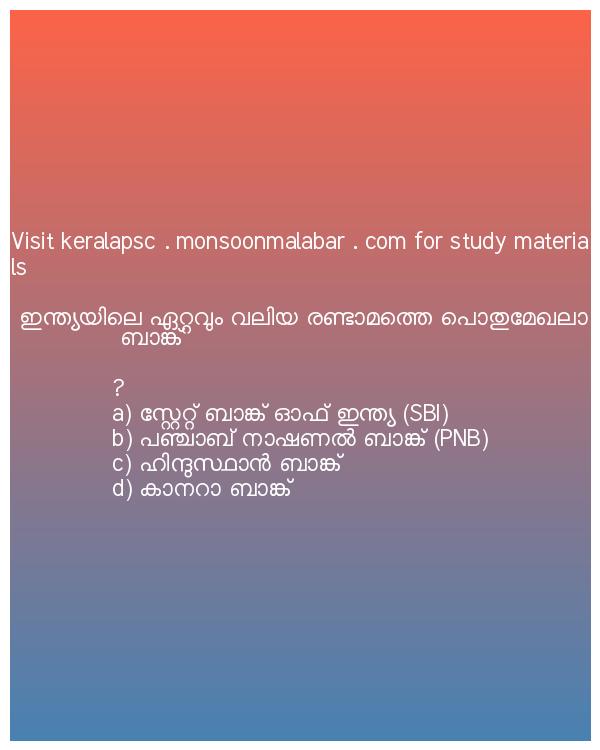 Visit keralapsc . monsoonmalabar . com for study materia
ls
ഇന്ത്യയിലെ ഏറ്റവും വലിയ രണ്ടാമത്തെ പൊതുമേഖലാ
ബാങ്ക്
?
a) സ്റ്റേറ്റ് ബാങ്ക് ഓഫ് ഇന്ത്യ (SBI)
b) പഞ്ചാബ് നാഷണൽ ബാങ്ക് (PNB)
c) ഹിന്ദുസ്ഥാൻ ബാങ്ക്
d) കാനറാ ബാങ്ക്